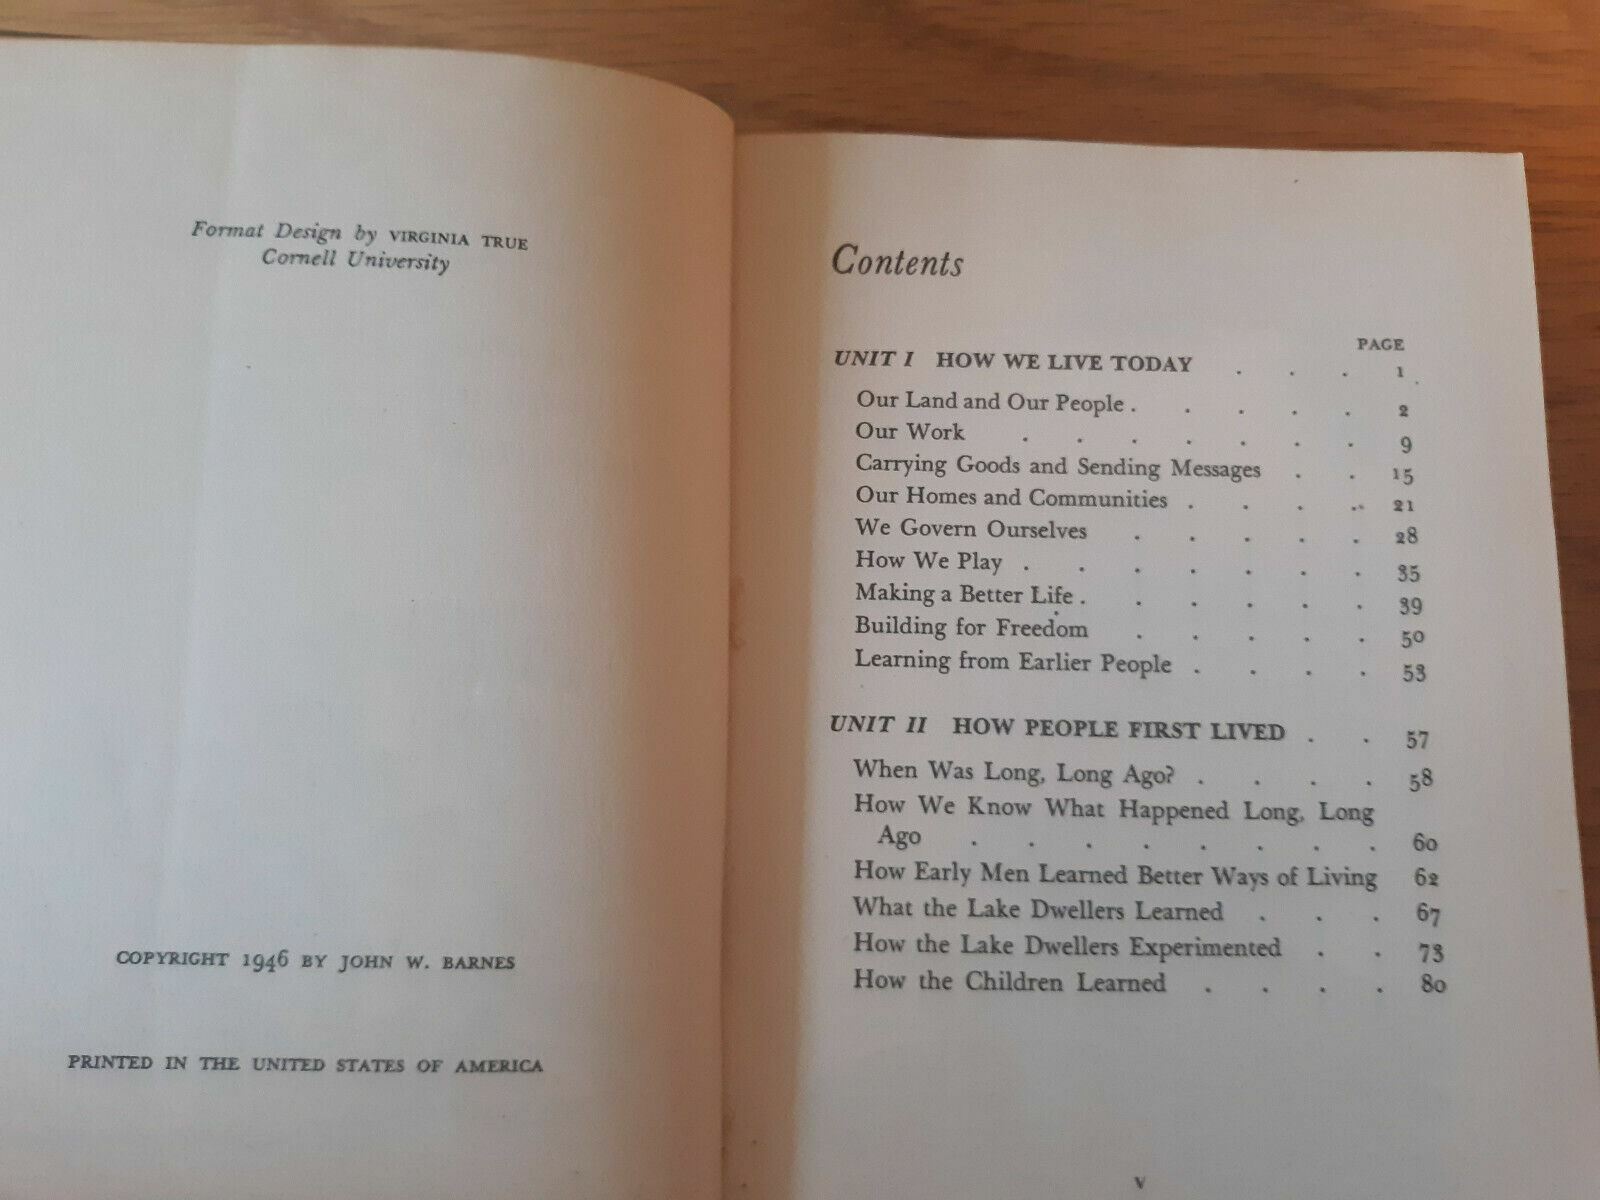 Format Design by VIRGINIA TRUE
Cornell University
COPYRIGHT 1946 BY JOHN W. BARNES
PRINTED IN THE UNITED STATES OF AMERICA
Contents
PAGE
UNIT I HOW WE LIVE TODAY . . . 1
Our Land and Our People . . . . . 2
Our Work . . . . . . . 9
Carrying Goods and Sending Messages . . 15
Our Homes and Communities . . . . 21
We Govern Ourselves . . . . . 28
How We Play . . . . . . . 35
Making a Better Life . . . . . . 39
Building for Freedom . . . . . 50
Learning from Earlier People . . . . 53
UNIT II HOW PEOPLE FIRST LIVED . . 57
When Was Long, Long Ago? . . . . 58
How We Know What Happened Long, Long
Ago . . . . . . . . 60
How Early Men Learned Better Ways of Living 62
What the Lake Dwellers Learned . . . 67
How the Lake Dwellers Experimented . . 73
How the Children Learned . . . . 80
v